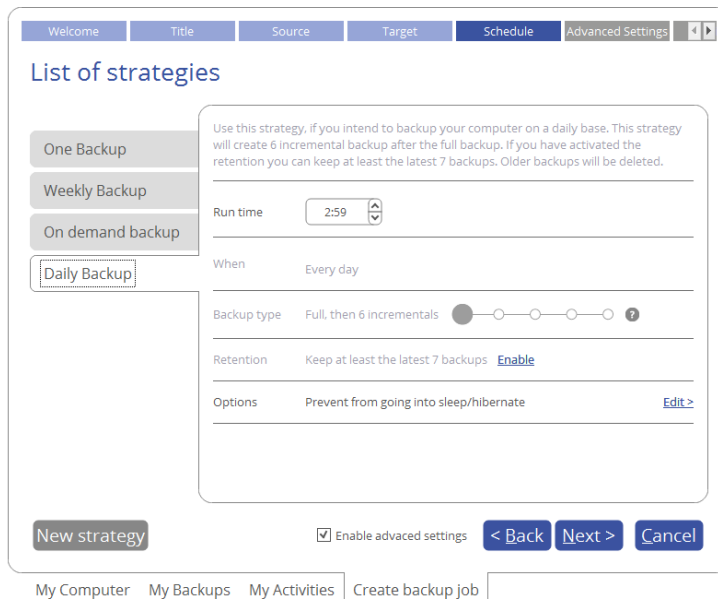 Welcome Title Source Target Schedule Advanced Settings
List of strategies
One Backup
Weekly Backup
On demand backup
Daily Backup
Use this strategy, if you intend to backup your computer on a daily base. This strategy
will create 6 incremental backup after the full backup. If you have activated the
retention you can keep at least the latest 7 backups. Older backups will be deleted.
Run time 2:59
When Every day
Backup type Full, then 6 incrementals ?
Retention Keep at least the latest 7 backups Enable
Options Prevent from going into sleep/hibernate Edit >
New strategy Enable advaced settings < Back Next > Cancel
My Computer My Backups My Activities Create backup job